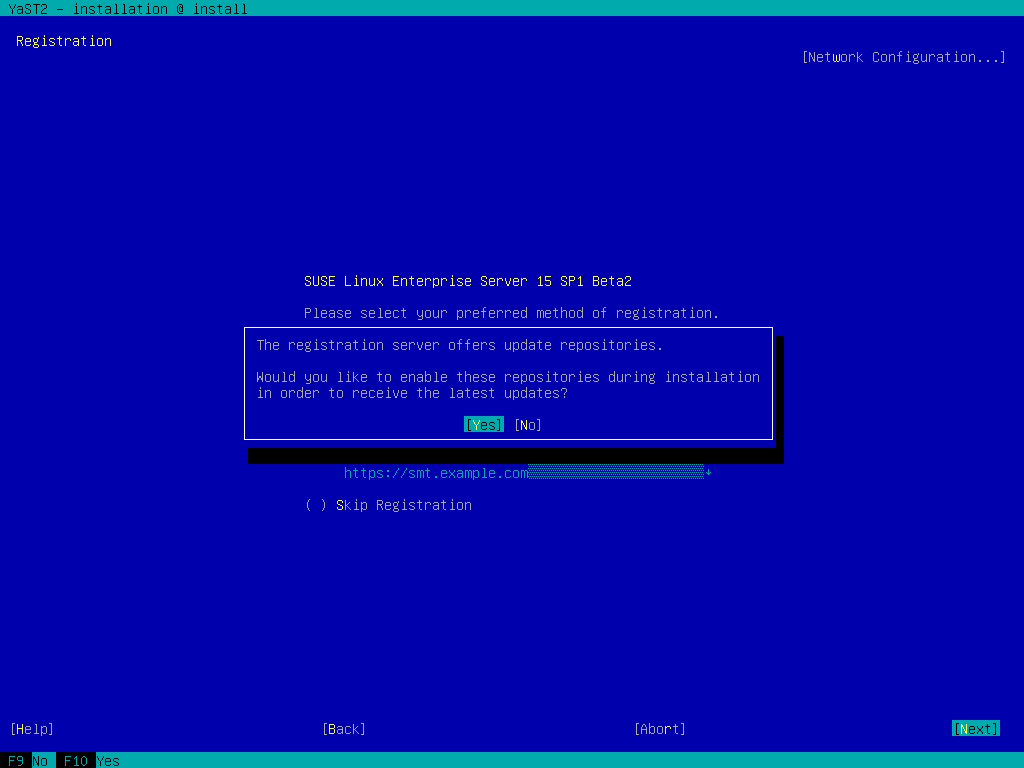 YaST2 - installation @ install
Registration
[Network Configuration...]
SUSE Linux Enterprise Server 15 SP1 Beta2
Please select your preferred method of registration.
The registration server offers update repositories.
Would you like to enable these repositories during installation
in order to receive the latest updates?
[Yes] [No]
https://smt.example.com
( ) Skip Registration
[Help] [Back] [Abort] [Next]
F9 No F10 Yes